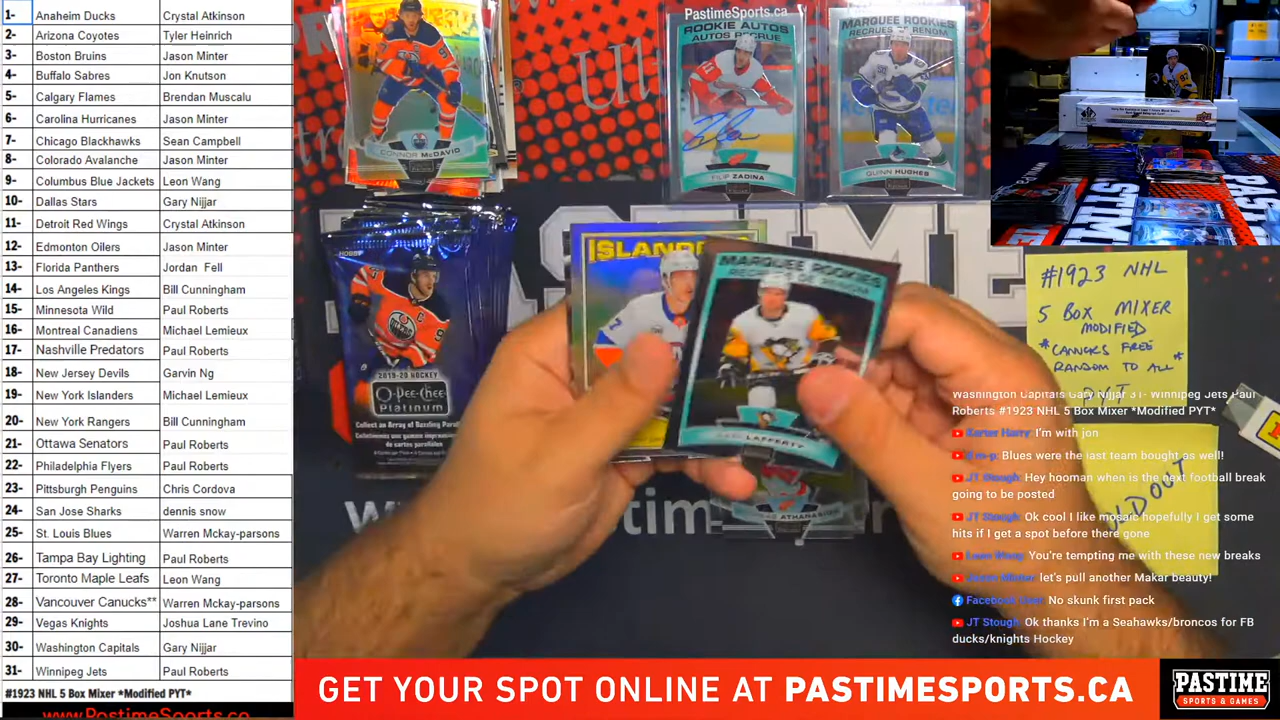 1- Anaheim Ducks Crystal Atkinson
2- Arizona Coyotes Tyler Heinrich
3- Boston Bruins Jason Minter
4- Buffalo Sabres Jon Knutson
5- Calgary Flames Brendan Muscalu
6- Carolina Hurricanes Jason Minter
7- Chicago Blackhawks Sean Campbell
8- Colorado Avalanche Jason Minter
9- Columbus Blue Jackets Leon Wang
10- Dallas Stars Gary Nijjar
11- Detroit Red Wings Crystal Atkinson
12- Edmonton Oilers Jason Minter
13- Florida Panthers Jordan Fell
14- Los Angeles Kings Bill Cunningham
15- Minnesota Wild Paul Roberts
16- Montreal Canadiens Michael Lemieux
17- Nashville Predators Paul Roberts
18- New Jersey Devils Garvin Ng
19- New York Islanders Michael Lemieux
20- New York Rangers Bill Cunningham
21- Ottawa Senators Paul Roberts
22- Philadelphia Flyers Paul Roberts
23- Pittsburgh Penguins Chris Cordova
24- San Jose Sharks dennis snow
25- St. Louis Blues Warren Mckay-parsons
26- Tampa Bay Lighting Paul Roberts
27- Toronto Maple Leafs Leon Wang
28- Vancouver Canucks** Warren Mckay-parsons
29- Vegas Knights Joshua Lane Trevino
30- Washington Capitals Gary Nijjar
31- Winnipeg Jets Paul Roberts
#1923 NHL 5 Box Mixer *Modified PYT*
www.PastimeSports.ca
CONNOR McDAVID
PastimeSports.ca
ROOKIE AUTOS
AUTOS RECRUE
FILIP ZADINA
MARQUEE ROOKIES
RECRUES DE RENOM
QUINN HUGHES
HOBBY
2019-20 HOCKEY
O-Pee-Chee
Platinum
MARQUEE ROOKIES
LAFFERTY
#1923 NHL
5 BOX MIXER
MODIFIED
*CANUCKS FREE
RANDOM TO ALL *
Washington Capitals Gary Nijjar 31- Winnipeg Jets Paul
Roberts #1923 NHL 5 Box Mixer *Modified PYT*
I'm with jon
Blues were the last team bought as well!
JT Stough: Hey hooman when is the next football break
going to be posted
JT Stough: Ok cool I like mosaic hopefully I get some
hits if I get a spot before there gone
You're tempting me with these new breaks
let's pull another Makar beauty!
No skunk first pack
JT Stough: Ok thanks I'm a Seahawks/broncos for FB
ducks/knights Hockey
GET YOUR SPOT ONLINE AT PASTIMESPORTS.CA
PASTIME
SPORTS & GAMES